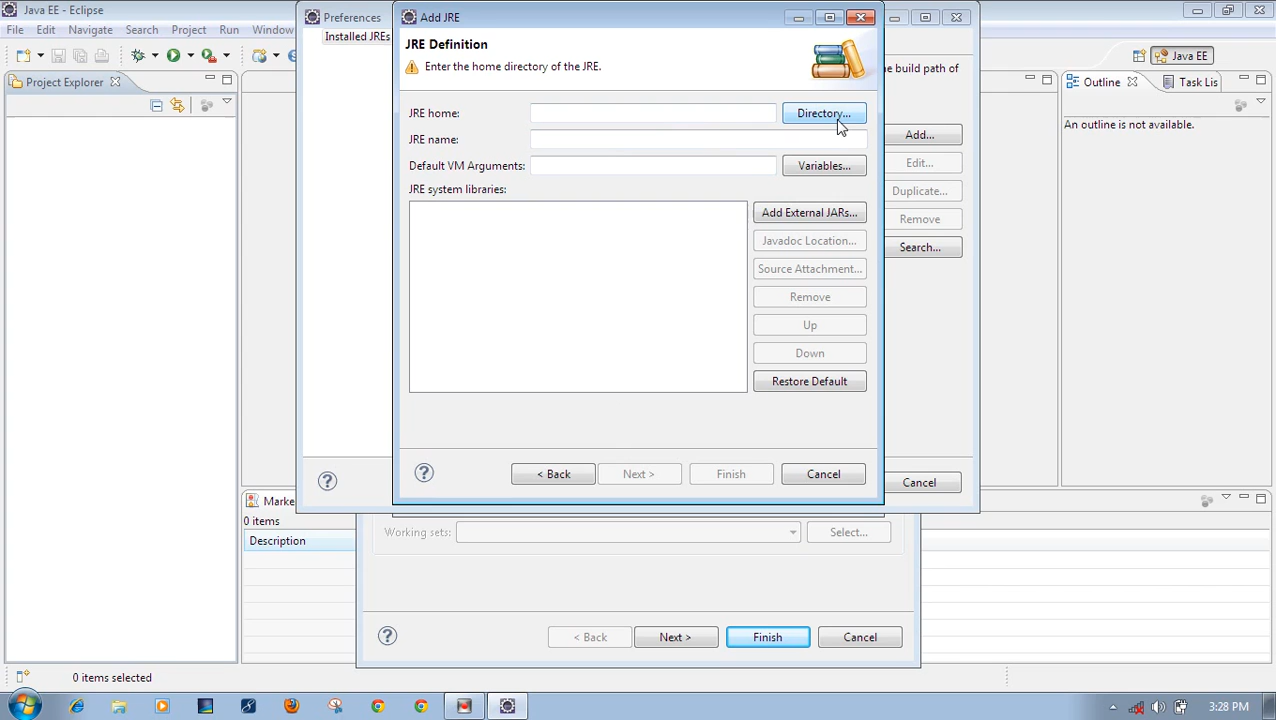 Java EE - Eclipse
File Edit Navigate Search Project Run Window
Java EE
Project Explorer
Preferences
Installed JREs
Add JRE
JRE Definition
Enter the home directory of the JRE.
JRE home:
Directory...
JRE name:
Default VM Arguments:
Variables...
JRE system libraries:
Add External JARs...
Javadoc Location...
Source Attachment...
Remove
Up
Down
Restore Default
< Back
Next >
Finish
Cancel
e build path of
Add...
Edit...
Duplicate...
Remove
Search...
Cancel
Outline
Task Lis
An outline is not available.
Marke
0 items
Description
Working sets:
Select...
< Back
Next >
Finish
Cancel
0 items selected
3:28 PM